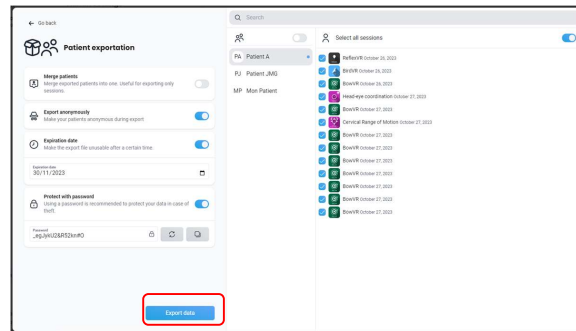 Go back
Patient exportation
Merge patients
Merge exported patients into one. Useful for exporting only
sessions.
Export anonymously
Make your patients anonymous during export
Expiration date
Make the export file unusable after a certain time.
Expiration date
30/11/2023
Protect with password
Using a password is recommended to protect your data in case of
theft.
Password
_egJykU2&R52kn#O
Export data
Search
PA Patient A
PJ Patient JMG
MP Mon Patient
Select all sessions
ReflexVR October 26, 2023
BirdVR October 26, 2023
BowVR October 26, 2023
Head-eye coordination October 27, 2023
BowVR October 27, 2023
Cervical Range of Motion October 27, 2023
BowVR October 27, 2023
BowVR October 27, 2023
BowVR October 27, 2023
BowVR October 27, 2023
BowVR October 27, 2023
BowVR October 27, 2023
BowVR October 27, 2023